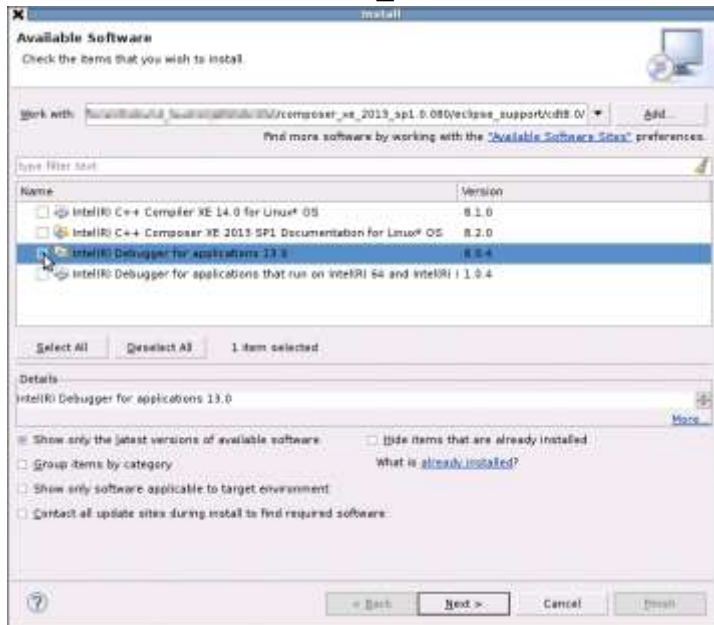 Install
Available Software
Check the items that you wish to install.
Work with: /composer_xe_2013_sp1.0.080/eclipse_support/cdt8.0/ Add...
Find more software by working with the "Available Software Sites" preferences.
type filter text
Name Version
Intel(R) C++ Compiler XE 14.0 for Linux* OS 8.1.0
Intel(R) C++ Composer XE 2013 SP1 Documentation for Linux* OS 8.2.0
Intel(R) Debugger for applications 13.0 8.0.4
Intel(R) Debugger for applications that run on Intel(R) 64 and Intel(R) I 1.0.4
Select All Deselect All 1 item selected
Details
Intel(R) Debugger for applications 13.0
More...
Show only the latest versions of available software Hide items that are already installed
Group items by category What is already installed?
Show only software applicable to target environment
Contact all update sites during install to find required software
< Back Next > Cancel Finish